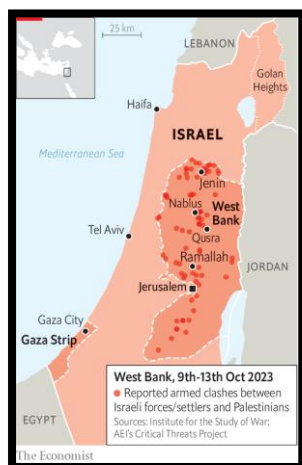 25 km
LEBANON
Golan
Heights
Haifa
ISRAEL
Mediterranean Sea
Jenin
Nablus
West
Bank
Tel Aviv
Qusra
Ramallah
JORDAN
Jerusalem
Gaza City
Gaza Strip
West Bank, 9th-13th Oct 2023
Reported armed clashes between
Israeli forces/settlers and Palestinians
Sources: Institute for the Study of War;
AEI's Critical Threats Project
EGYPT
The Economist